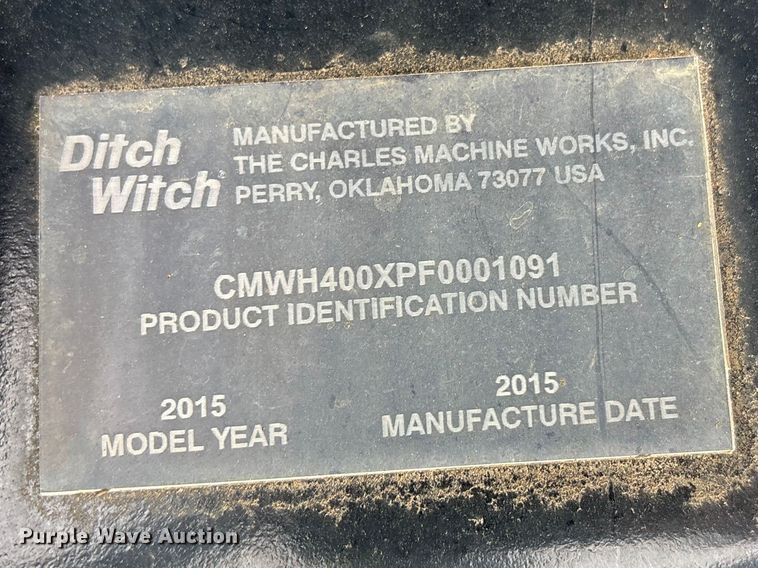 Ditch
Witch
MANUFACTURED BY
THE CHARLES MACHINE WORKS, INC.
PERRY, OKLAHOMA 73077 USA
CMWH400XPF0001091
PRODUCT IDENTIFICATION NUMBER
2015
MODEL YEAR
2015
MANUFACTURE DATE
Purple Wave Auction